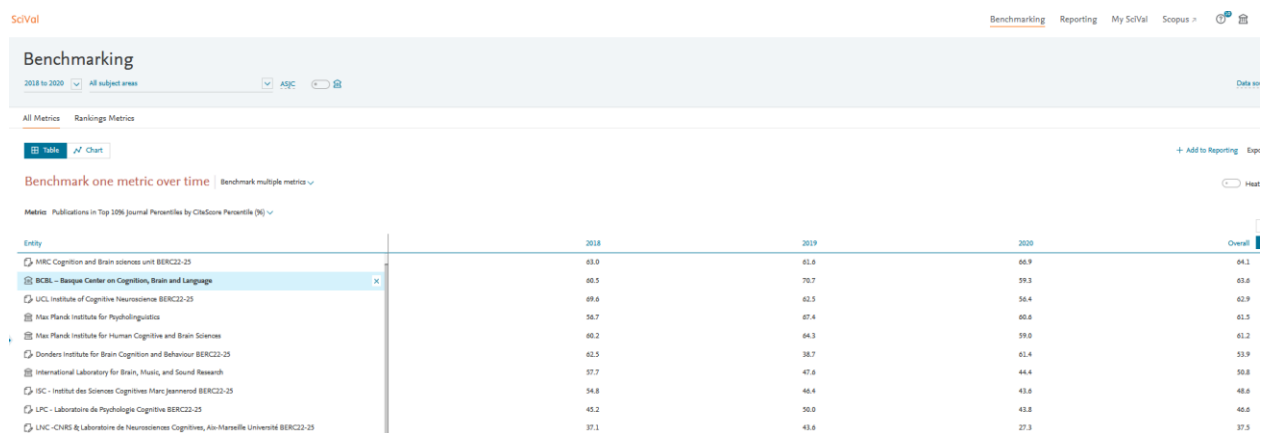 SciVal Benchmarking Reporting My SciVal Scopus
Benchmarking
2018 to 2020 All subject areas ASJC
Data so
All Metrics Rankings Metrics
Table Chart + Add to Reporting Expo
Benchmark one metric over time Benchmark multiple metrics Heat
Metric: Publications in Top 10% Journal Percentiles by CiteScore Percentile (%)
Entity 2018 2019 2020 Overall
MRC Cognition and Brain sciences unit BERC22-25 63.0 61.6 66.9 64.1
BCBL – Basque Center on Cognition, Brain and Language × 60.5 70.7 59.3 63.6
UCL Institute of Cognitive Neuroscience BERC22-25 69.6 62.5 56.4 62.9
Max Planck Institute for Psycholinguistics 56.7 67.4 60.6 61.5
Max Planck Institute for Human Cognitive and Brain Sciences 60.2 64.3 59.0 61.2
Donders Institute for Brain Cognition and Behaviour BERC22-25 62.5 38.7 61.4 53.9
International Laboratory for Brain, Music, and Sound Research 57.7 47.6 44.4 50.8
ISC - Institut des Sciences Cognitives Marc Jeannerod BERC22-25 54.8 46.4 43.6 48.6
LPC - Laboratoire de Psychologie Cognitive BERC22-25 45.2 50.0 43.8 46.6
LNC -CNRS & Laboratoire de Neurosciences Cognitives, Aix-Marseille Université BERC22-25 37.1 43.6 27.3 37.5